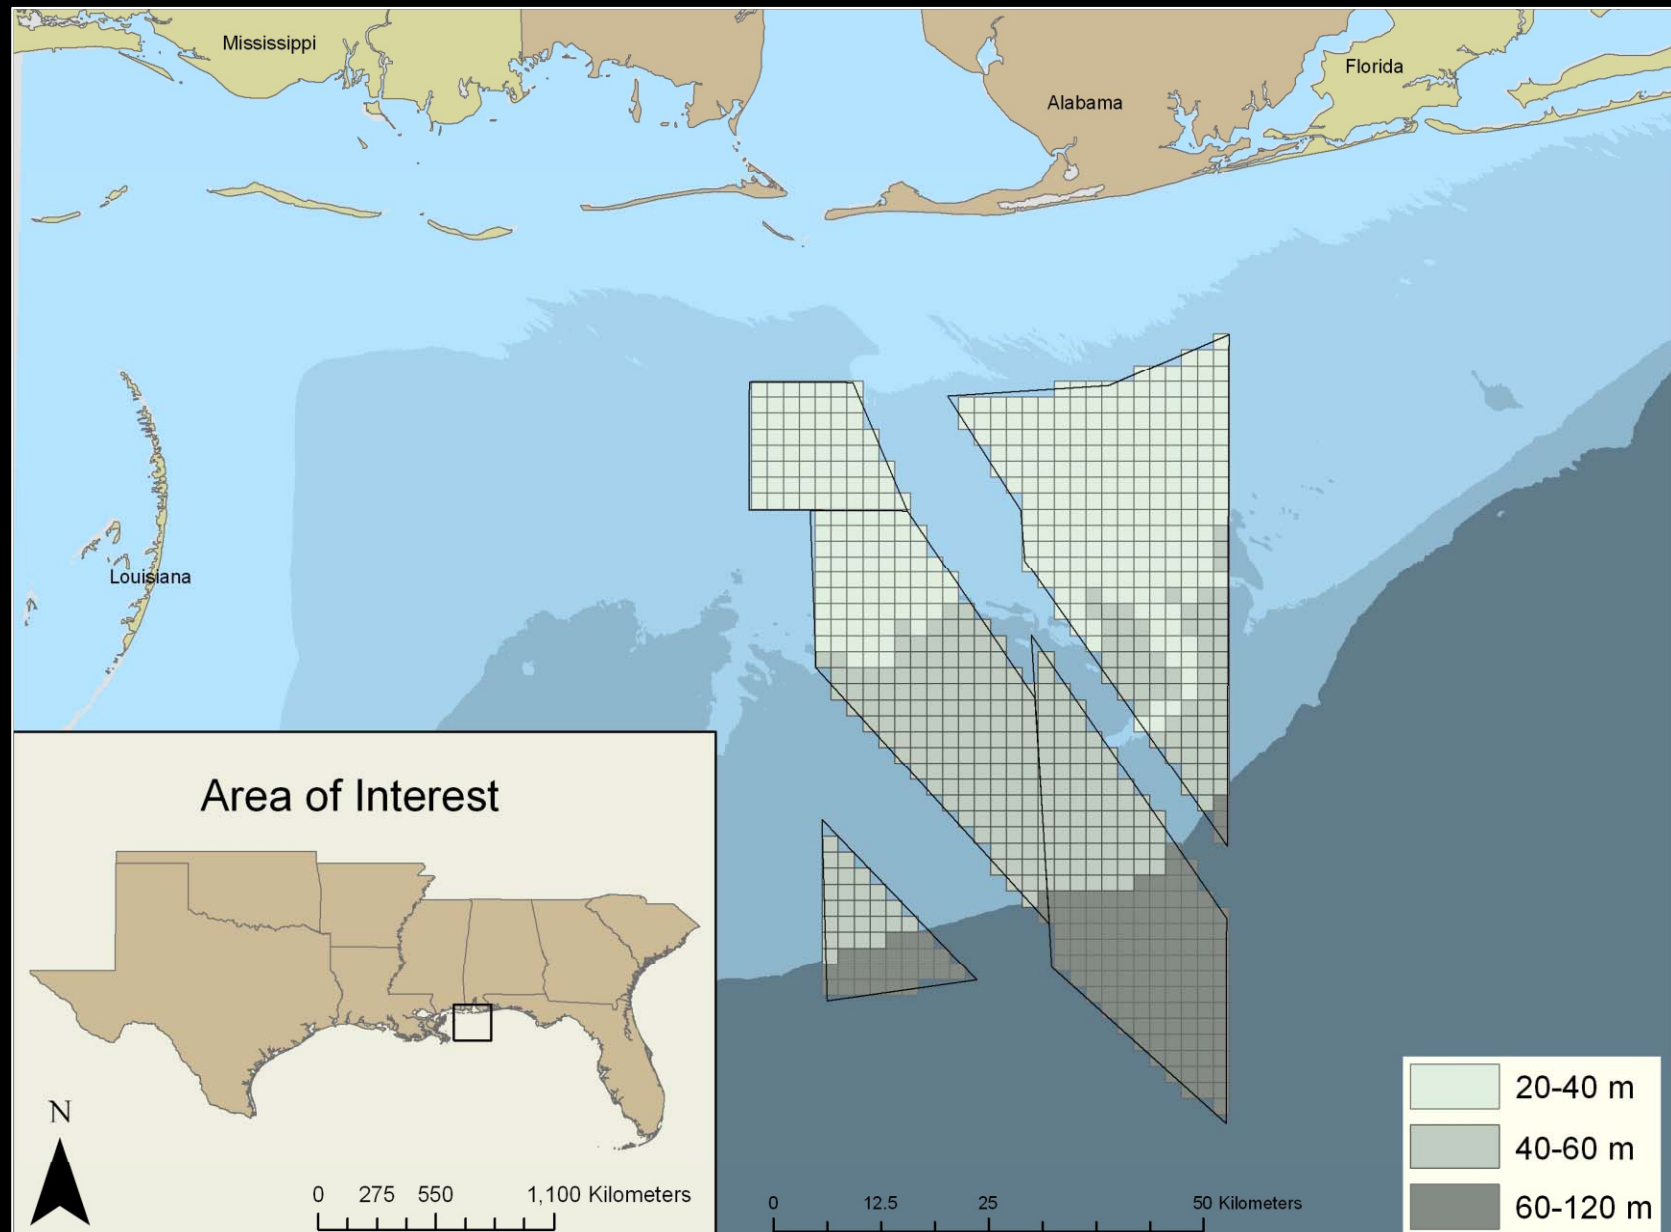 Mississippi
Florida
Alabama
Louisiana
Area of Interest
N
0 275 550 1,100 Kilometers
0 12.5 25 50 Kilometers
20-40 m
40-60 m
60-120 m